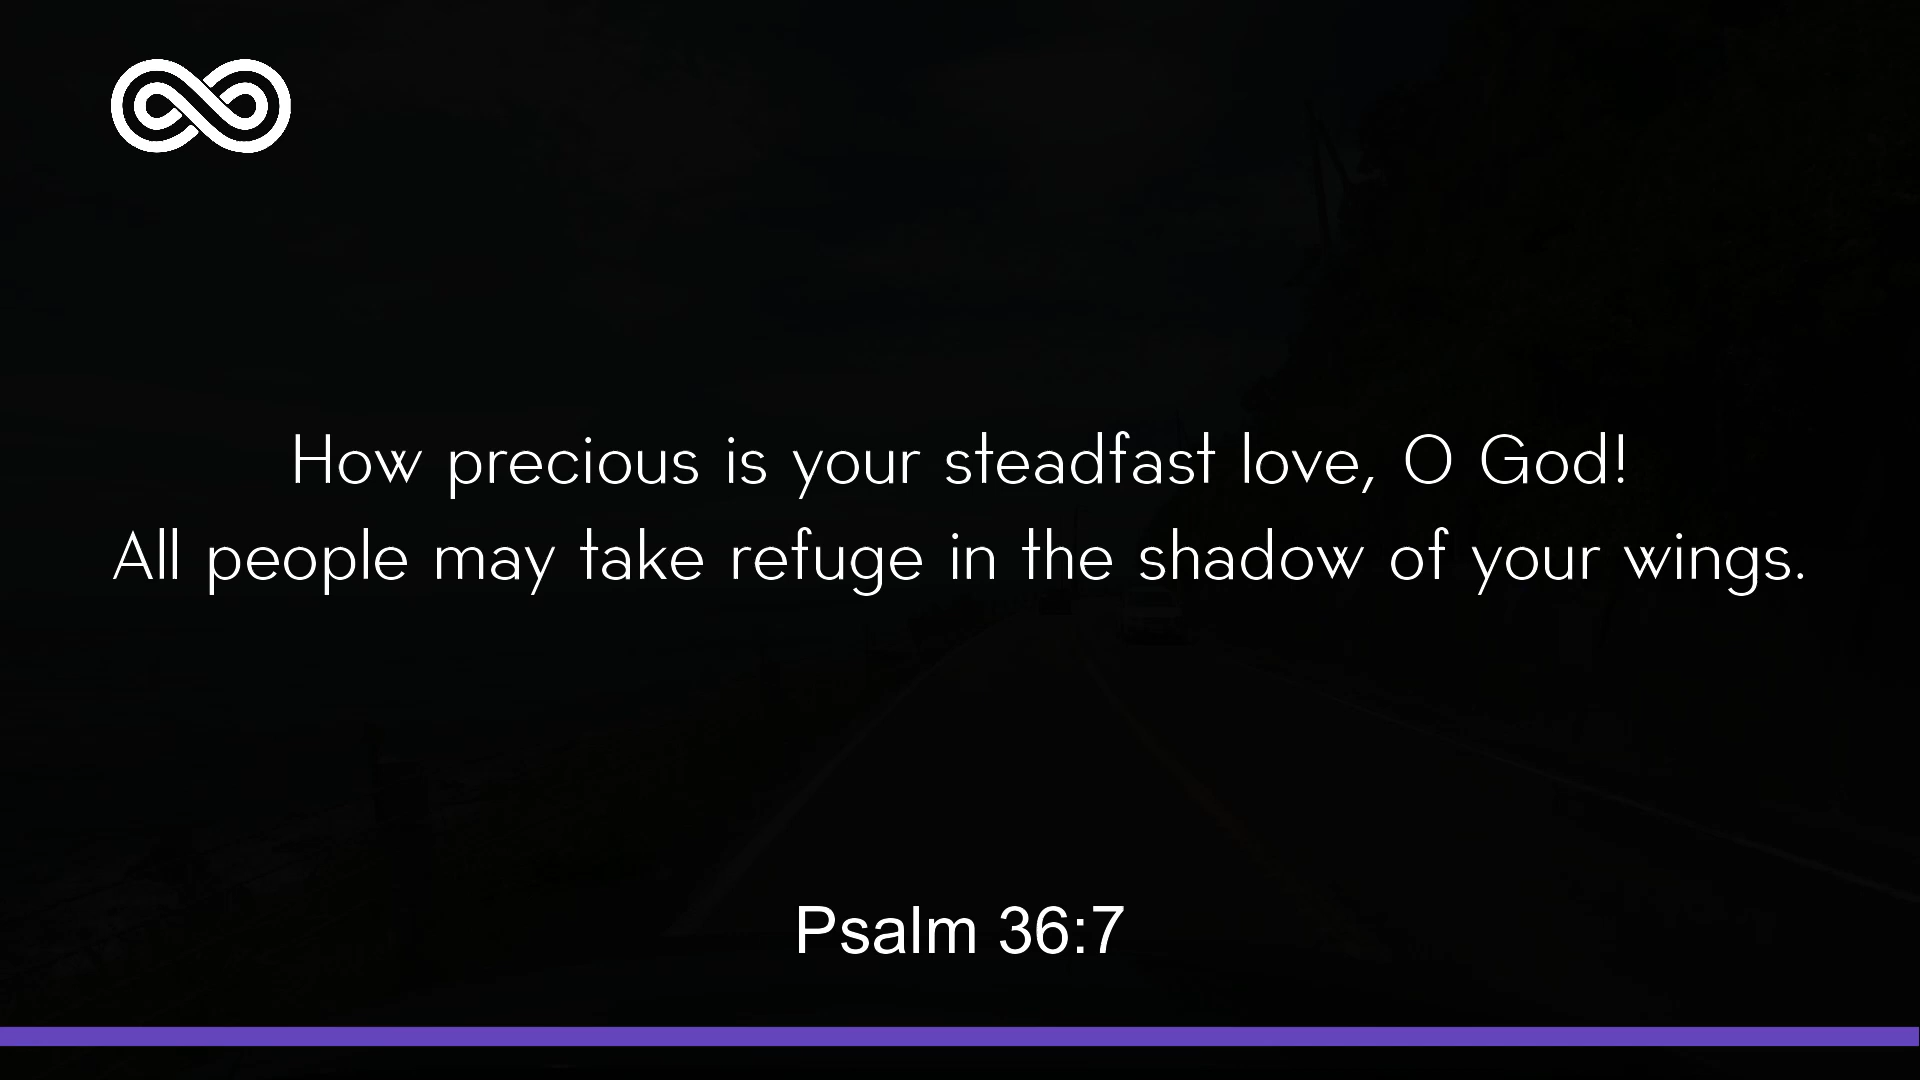 How precious is your steadfast love, O God!
All people may take refuge in the shadow of your wings.
Psalm 36:7